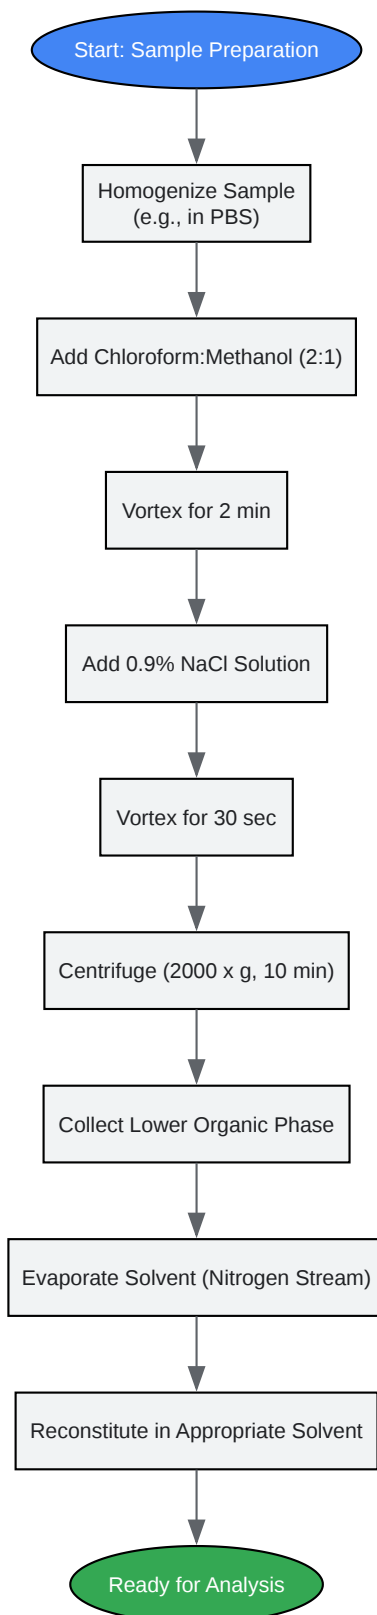 Start: Sample Preparation
Homogenize Sample
(e.g., in PBS)
Add Chloroform:Methanol (2:1)
Vortex for 2 min
Add 0.9% NaCl Solution
Vortex for 30 sec
Centrifuge (2000 x g, 10 min)
Collect Lower Organic Phase
Evaporate Solvent (Nitrogen Stream)
Reconstitute in Appropriate Solvent
Ready for Analysis